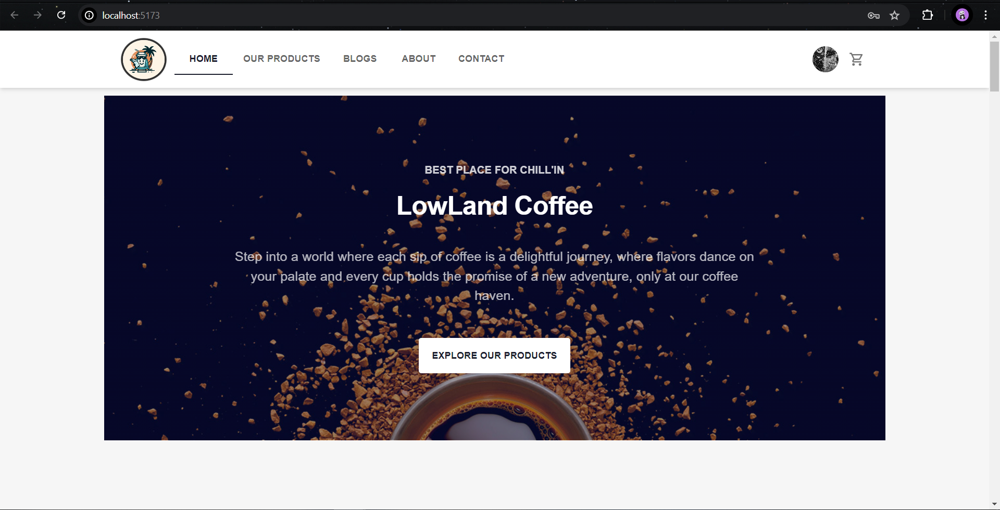 localhost:5173
HOME OUR PRODUCTS BLOGS ABOUT CONTACT
BEST PLACE FOR CHILL'IN
LowLand Coffee
Step into a world where each sip of coffee is a delightful journey, where flavors dance on
your palate and every cup holds the promise of a new adventure, only at our coffee
haven.
EXPLORE OUR PRODUCTS